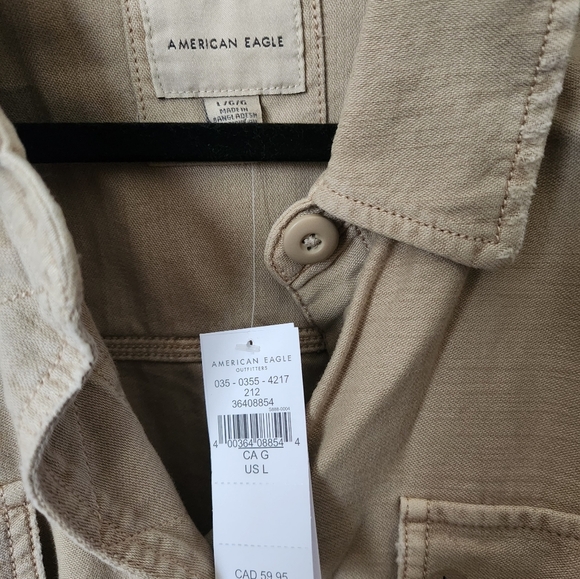 AMERICAN EAGLE
L/G/G
MADE IN
BANGLADESH
AMERICAN EAGLE
OUTFITTERS
035 - 0355 - 4217
212
36408854
4 00364 08854 4
CA G
US L
CAD 59.95